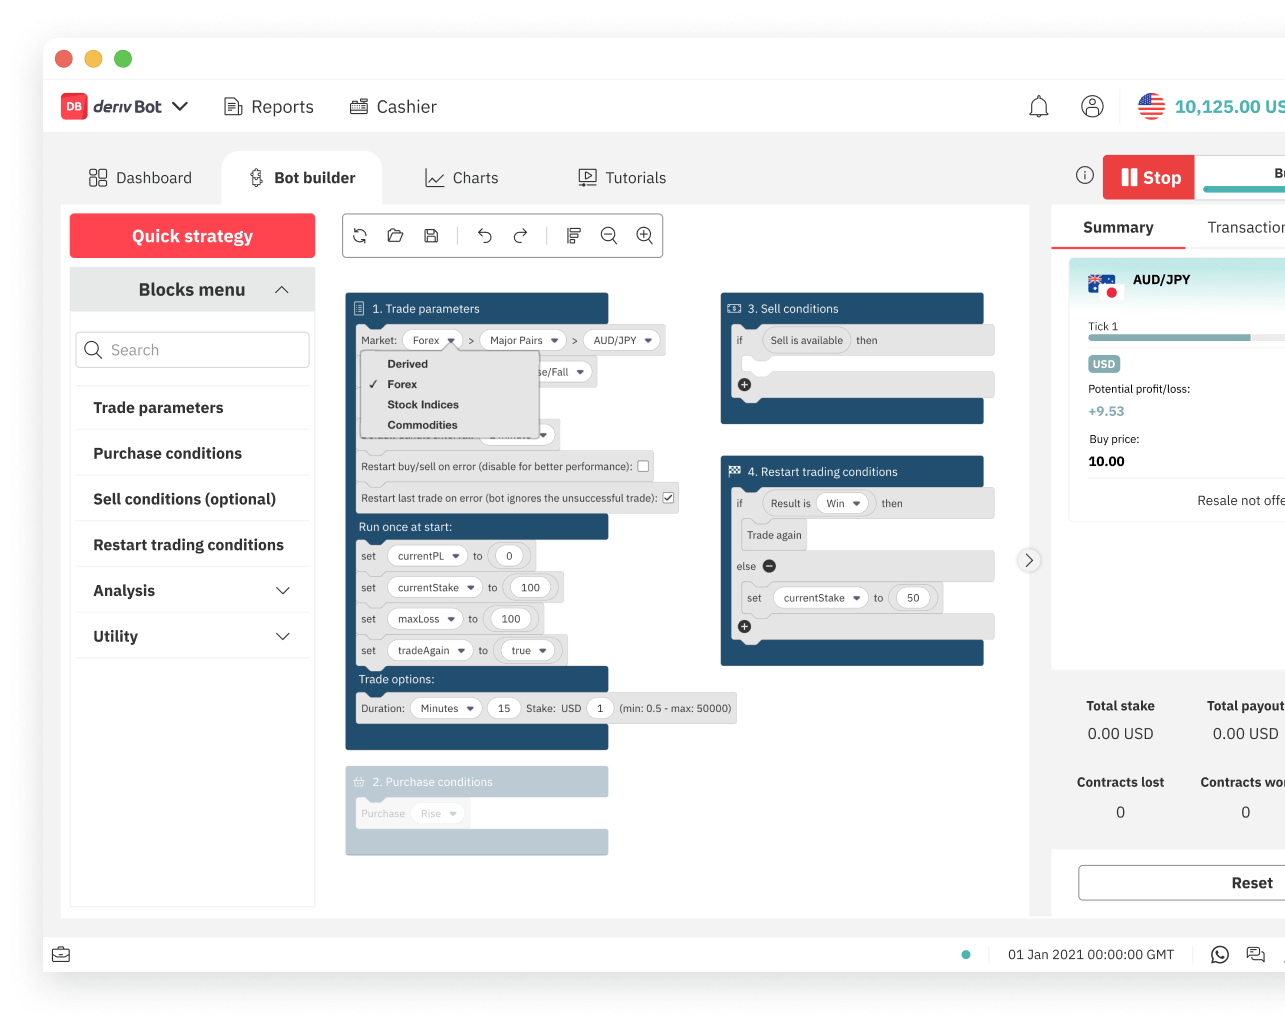 DB deriv Bot
Reports
Cashier
10,125.00 US
Dashboard
Bot builder
Charts
Tutorials
Stop
Quick strategy
Blocks menu
Search
Trade parameters
Purchase conditions
Sell conditions (optional)
Restart trading conditions
Analysis
Utility
1. Trade parameters
Market: Forex > Major Pairs > AUD/JPY
Derived
✓ Forex
Stock Indices
Commodities
se/Fall
Restart buy/sell on error (disable for better performance):
Restart last trade on error (bot ignores the unsuccessful trade):
Run once at start:
set currentPL to 0
set currentStake to 100
set maxLoss to 100
set tradeAgain to true
Trade options:
Duration: Minutes 15 Stake: USD 1 (min: 0.5 - max: 50000)
2. Purchase conditions
Purchase Rise
3. Sell conditions
if Sell is available then
4. Restart trading conditions
if Result is Win then
Trade again
else
set currentStake to 50
Summary
Transaction
AUD/JPY
Tick 1
USD
Potential profit/loss:
+9.53
Buy price:
10.00
Resale not offe
Total stake
Total payout
0.00 USD
0.00 USD
Contracts lost
Contracts wo
0
0
Reset
01 Jan 2021 00:00:00 GMT